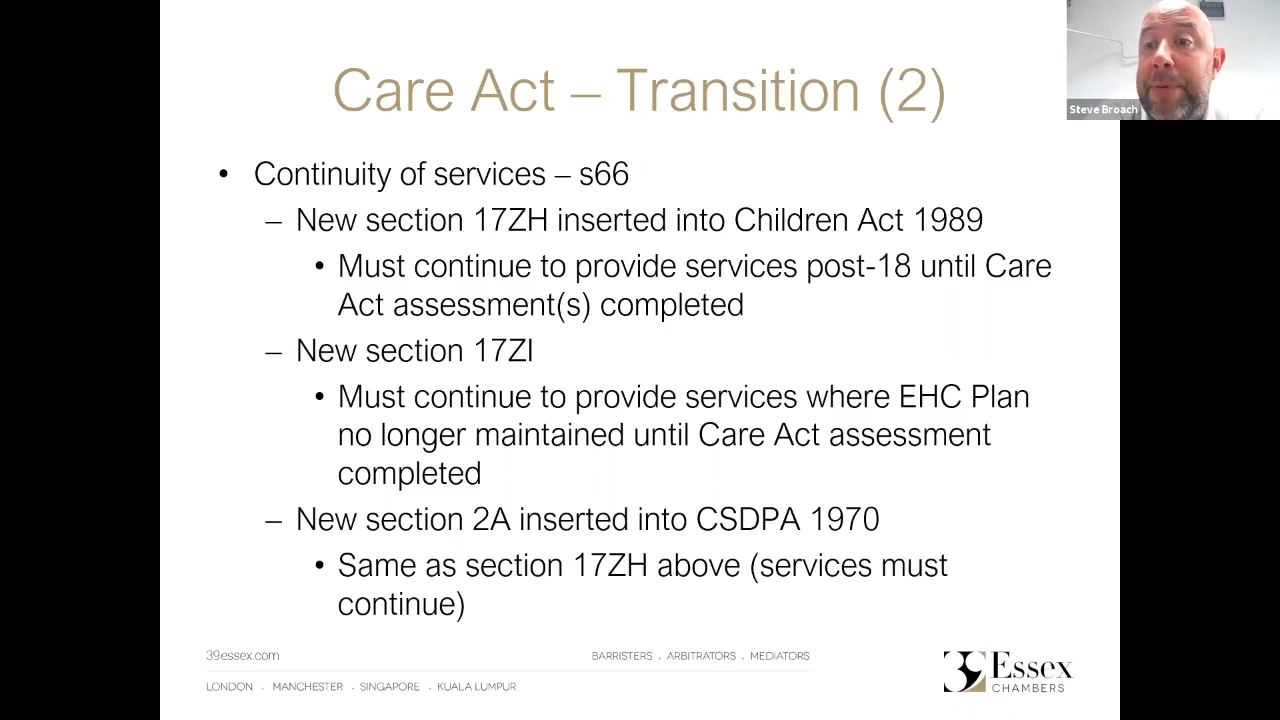 Care Act – Transition (2)
Steve Broach
• Continuity of services – s66
– New section 17ZH inserted into Children Act 1989
• Must continue to provide services post-18 until Care
Act assessment(s) completed
– New section 17ZI
• Must continue to provide services where EHC Plan
no longer maintained until Care Act assessment
completed
– New section 2A inserted into CSDPA 1970
• Same as section 17ZH above (services must
continue)
39essex.com
BARRISTERS . ARBITRATORS . MEDIATORS
LONDON . MANCHESTER . SINGAPORE . KUALA LUMPUR
39 Essex
CHAMBERS